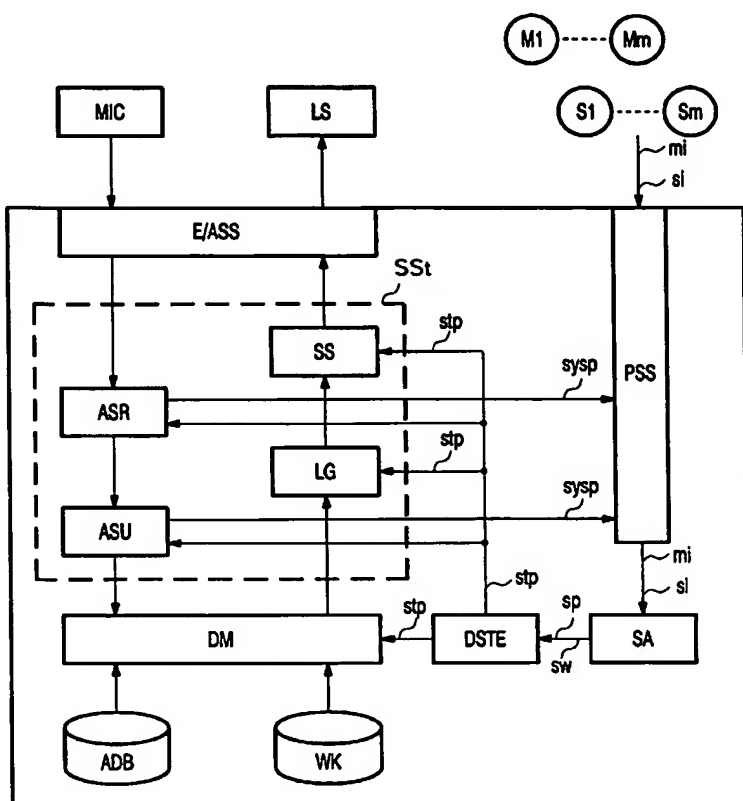 M1 Mm
MIC LS S1 Sm
mi
si
E/ASS
SSt
SS stp
sysp PSS
ASR
LG stp
sysp
ASU
mi
stp si
stp sp
DM DSTE SA
sw
ADB WK